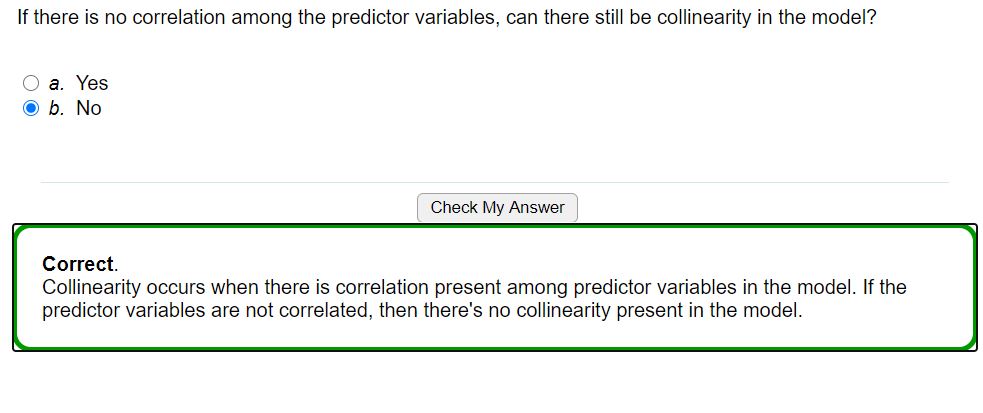 If there is no correlation among the predictor variables, can there still be collinearity in the model?
a. Yes
b. No
Check My Answer
Correct.
Collinearity occurs when there is correlation present among predictor variables in the model. If the
predictor variables are not correlated, then there's no collinearity present in the model.